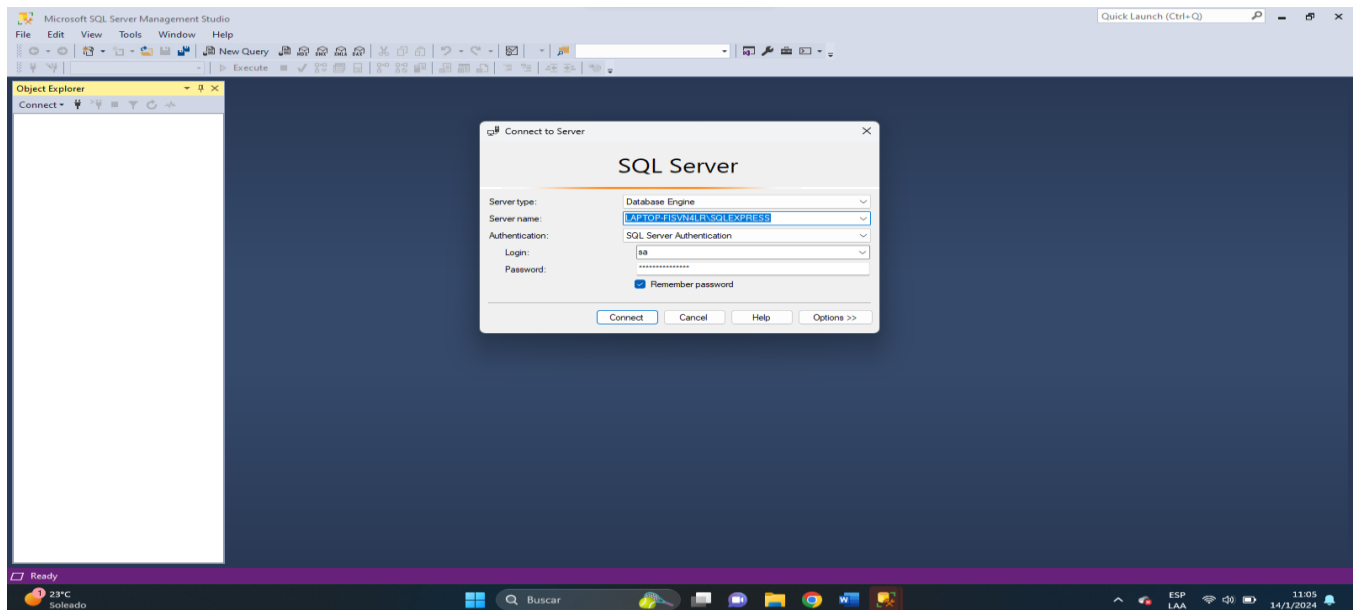 Microsoft SQL Server Management Studio
Quick Launch (Ctrl+Q)
File Edit View Tools Window Help
New Query
Execute
Object Explorer
Connect
Connect to Server
SQL Server
Server type: Database Engine
Server name: LAPTOP-FISVN4LR\SQLEXPRESS
Authentication: SQL Server Authentication
Login: sa
Password: ***************
Remember password
Connect Cancel Help Options >>
Ready
1
23°C
Soleado
Buscar
ESP
LAA
11:05
14/1/2024